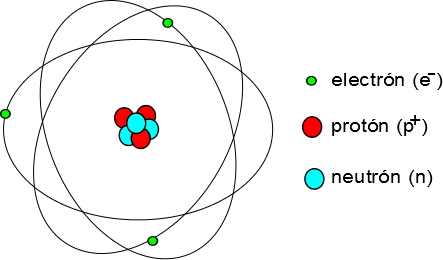 electrón (e⁻)
protón (p⁺)
neutrón (n)